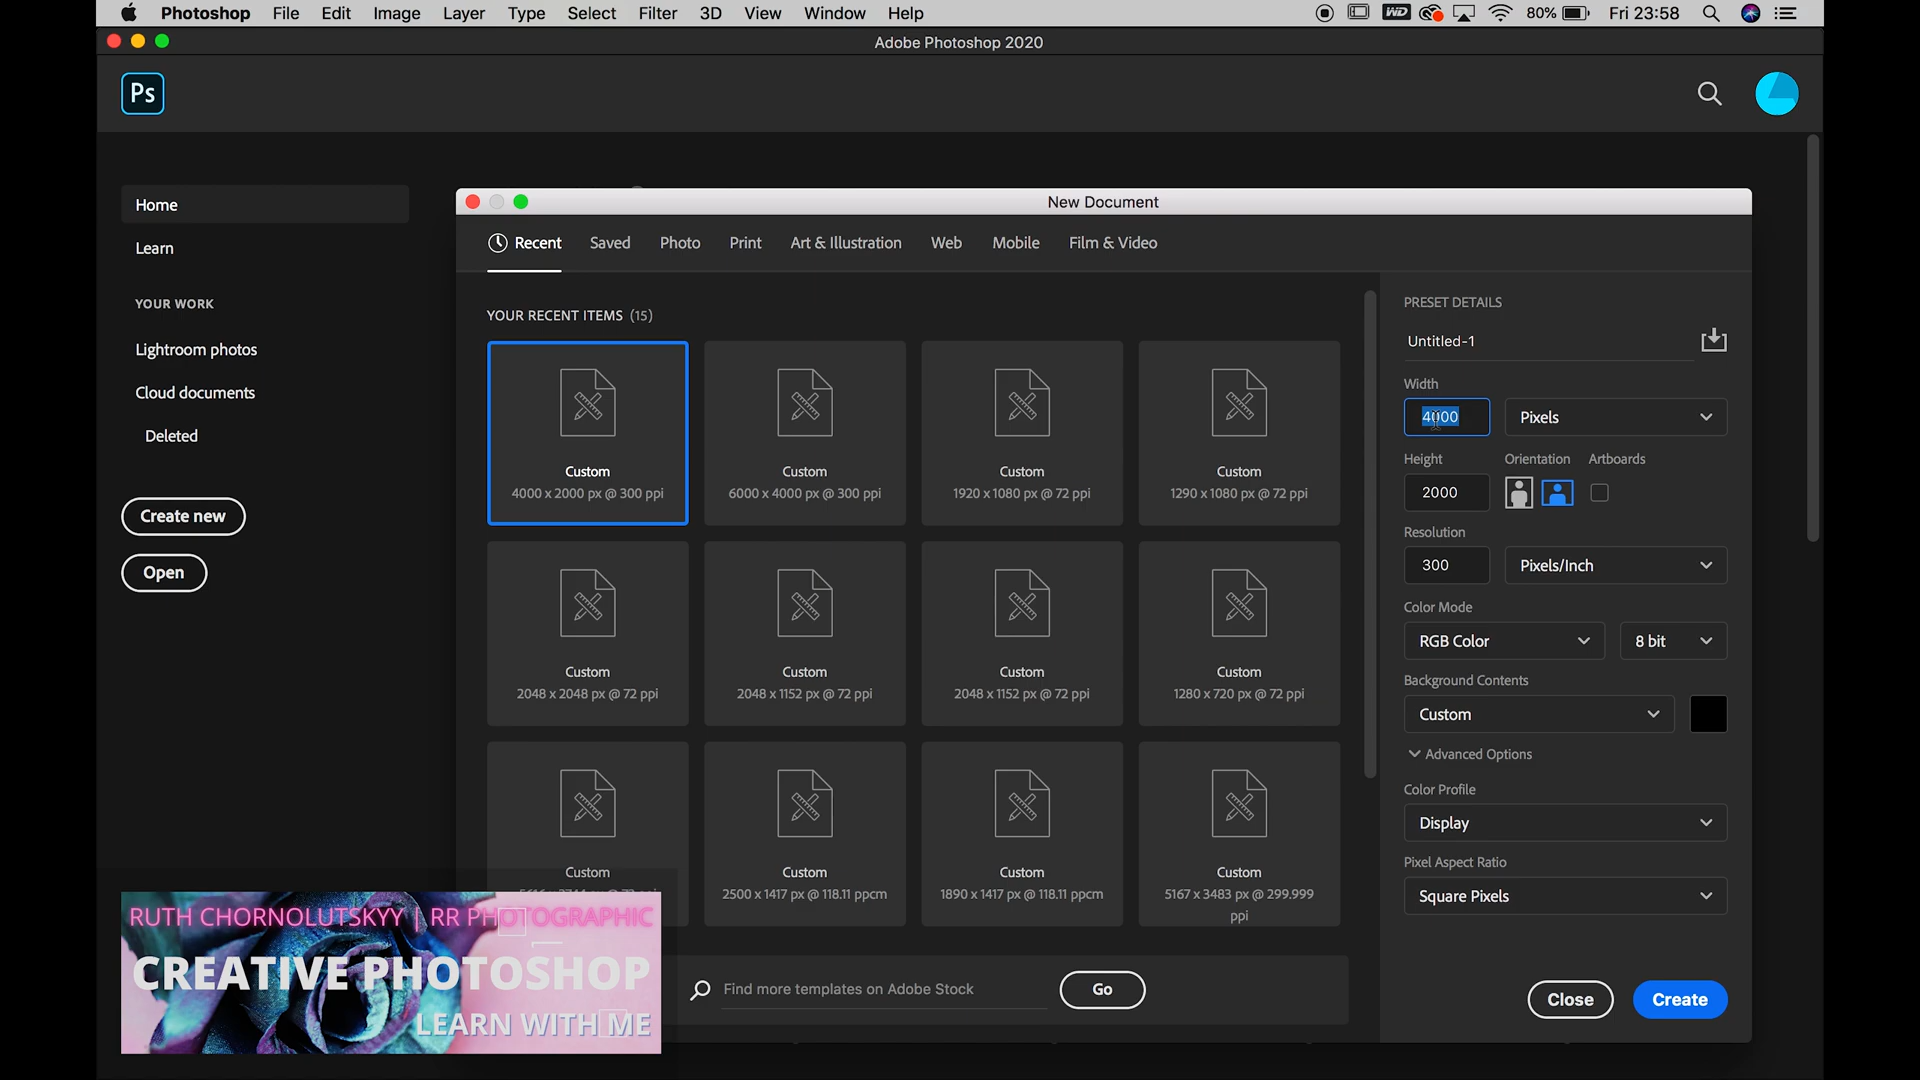 Photoshop File Edit Image Layer Type Select Filter 3D View Window Help 80% Fri 23:58
Adobe Photoshop 2020
Ps
Home
Learn
YOUR WORK
Lightroom photos
Cloud documents
Deleted
Create new
Open
New Document
Recent Saved Photo Print Art & Illustration Web Mobile Film & Video
YOUR RECENT ITEMS (15)
Custom
4000 x 2000 px @ 300 ppi
Custom
6000 x 4000 px @ 300 ppi
Custom
1920 x 1080 px @ 72 ppi
Custom
1290 x 1080 px @ 72 ppi
Custom
2048 x 2048 px @ 72 ppi
Custom
2048 x 1152 px @ 72 ppi
Custom
2048 x 1152 px @ 72 ppi
Custom
1280 x 720 px @ 72 ppi
Custom
Custom
2500 x 1417 px @ 118.11 ppcm
Custom
1890 x 1417 px @ 118.11 ppcm
Custom
5167 x 3483 px @ 299.999
ppi
Find more templates on Adobe Stock
Go
PRESET DETAILS
Untitled-1
Width
4000 Pixels
Height Orientation Artboards
2000
Resolution
300 Pixels/Inch
Color Mode
RGB Color 8 bit
Background Contents
Custom
Advanced Options
Color Profile
Display
Pixel Aspect Ratio
Square Pixels
Close Create
RUTH CHORNOLUTSKYY | RR PHOTOGRAPHIC
CREATIVE PHOTOSHOP
LEARN WITH ME